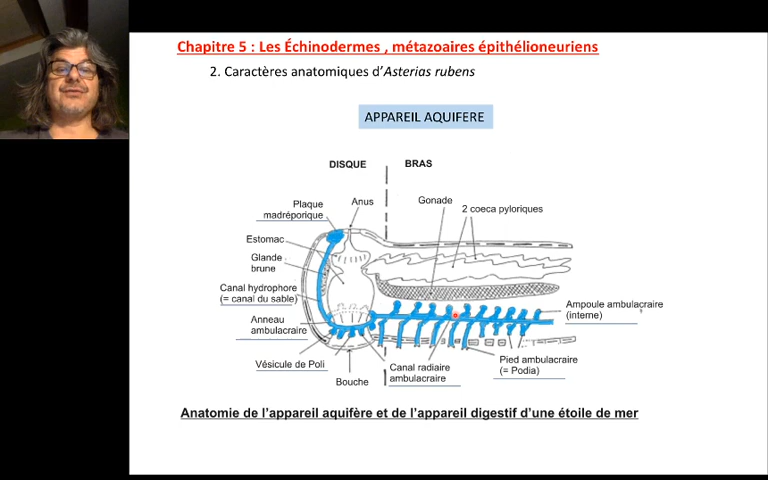 Chapitre 5 : Les Échinodermes , métazoaires épithélioneuriens
2. Caractères anatomiques d'Asterias rubens
APPAREIL AQUIFERE
DISQUE
BRAS
Plaque
madréporique
Anus
Gonade
2 coeca pyloriques
Estomac
Glande
brune
Canal hydrophore
(= canal du sable)
Anneau
ambulacraire
Vésicule de Poli
Bouche
Canal radiaire
ambulacraire
Pied ambulacraire
(= Podia)
Ampoule ambulacraire
(interne)
Anatomie de l'appareil aquifère et de l'appareil digestif d'une étoile de mer